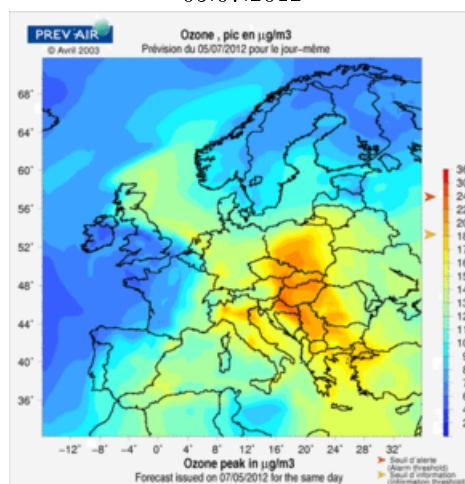 PREV'AIR
© Avril 2003
Ozone , pic en µg/m3
Prévision du 05/07/2012 pour le jour-même
68°
64°
60°
56°
52°
48°
44°
40°
36°
−12° −8° −4° 0° 4° 8° 12° 16° 20° 24° 28° 32°
Ozone peak in µg/m3
Forecast issued on 07/05/2012 for the same day
Seuil d'alerte
(Alarm threshold)
Seuil d'information
(Information threshold)